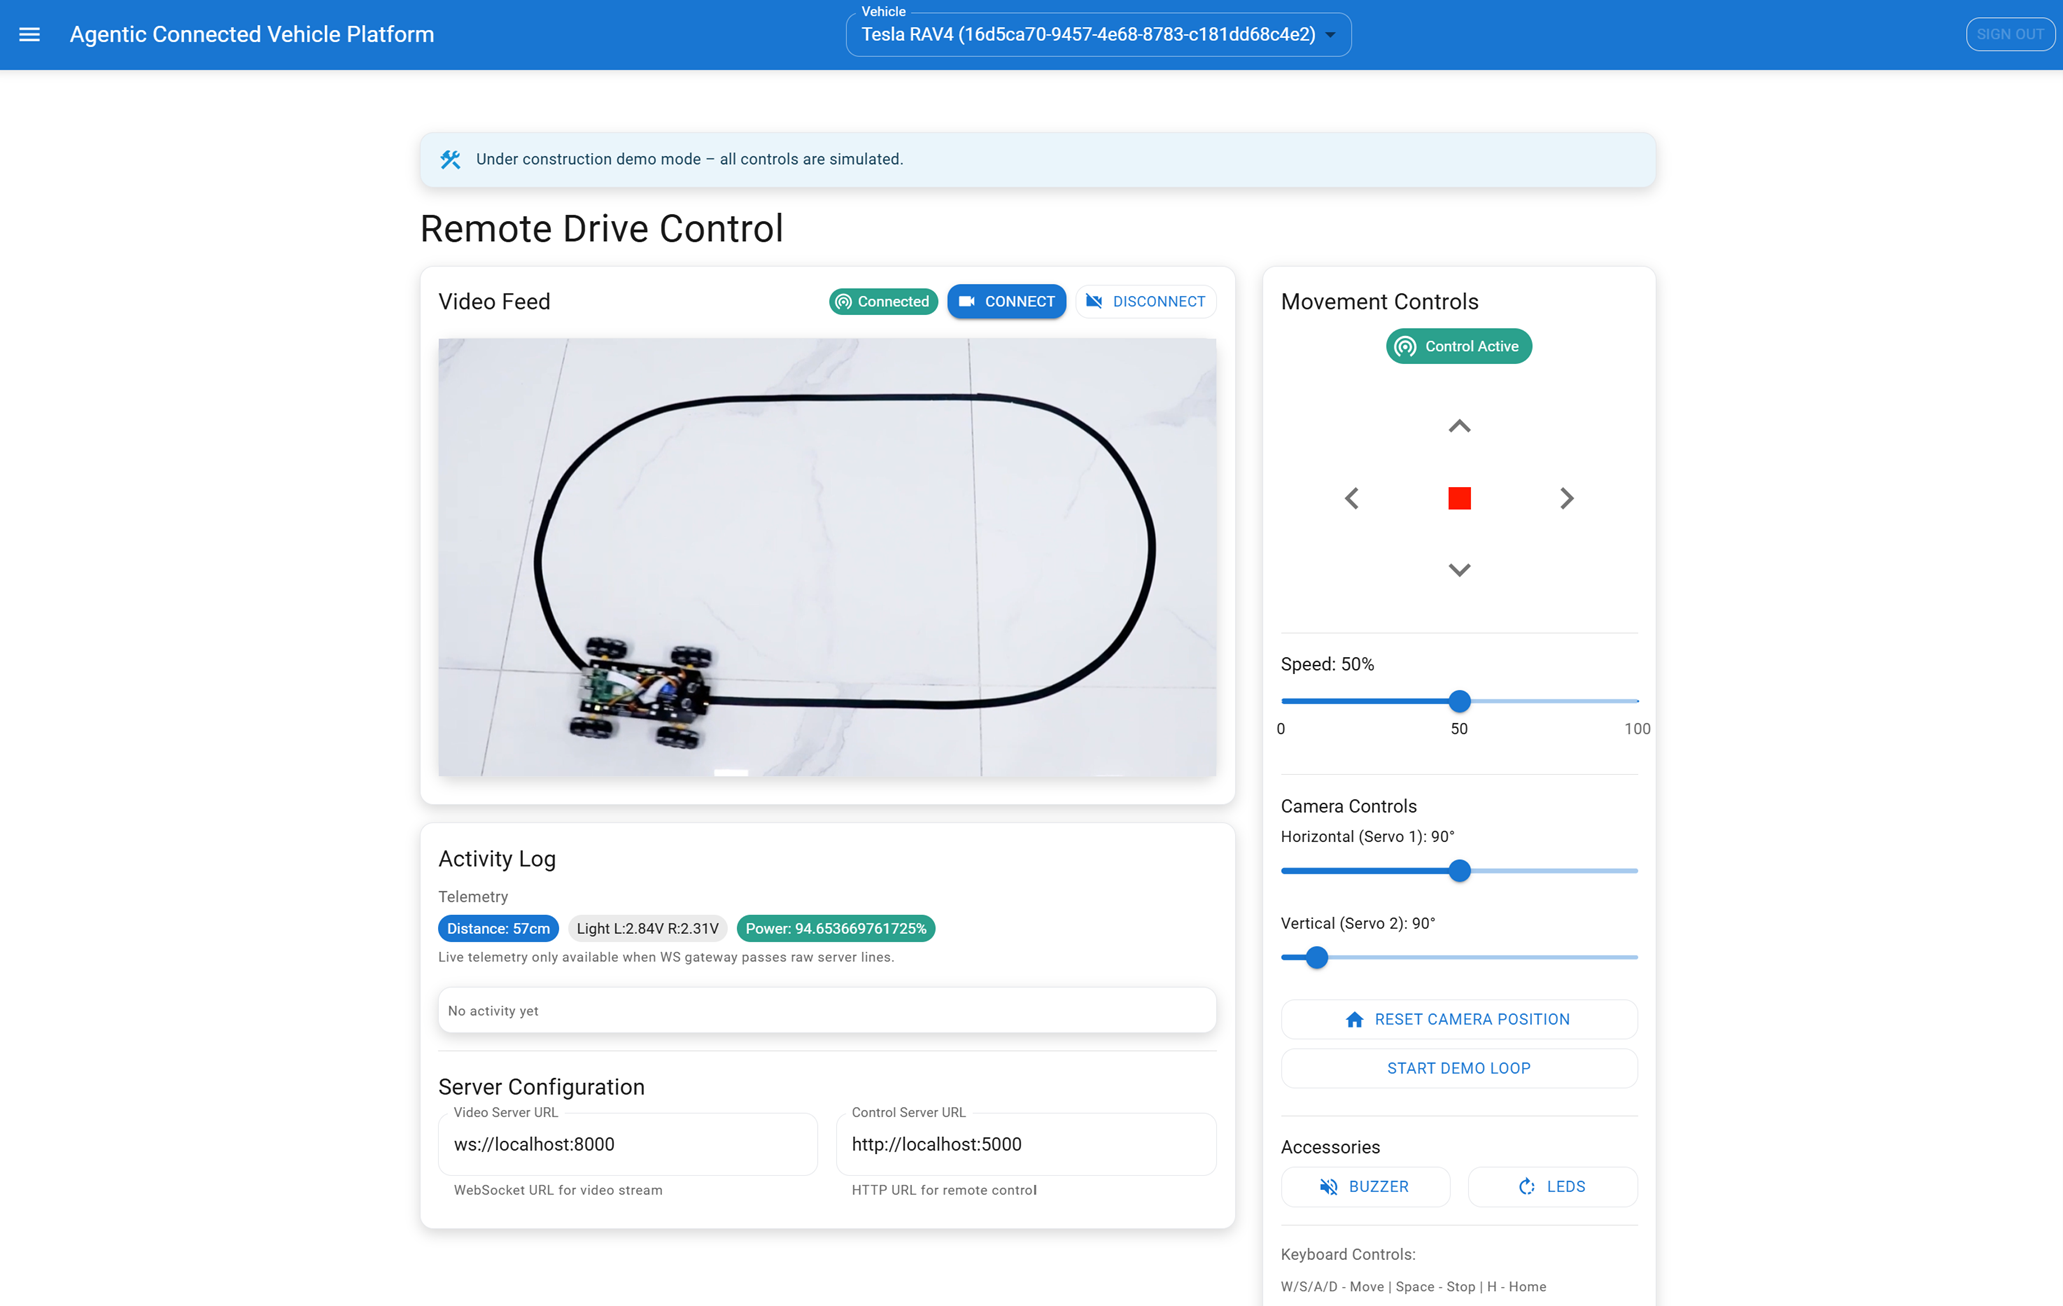 Agentic Connected Vehicle Platform
Vehicle
Tesla RAV4 (16d5ca70-9457-4e68-8783-c181dd68c4e2)
SIGN OUT
Under construction demo mode – all controls are simulated.
Remote Drive Control
Video Feed
Connected
CONNECT
DISCONNECT
Activity Log
Telemetry
Distance: 57cm
Light L:2.84V R:2.31V
Power: 94.653669761725%
Live telemetry only available when WS gateway passes raw server lines.
No activity yet
Server Configuration
Video Server URL
ws://localhost:8000
WebSocket URL for video stream
Control Server URL
http://localhost:5000
HTTP URL for remote control
Movement Controls
Control Active
Speed: 50%
0
50
100
Camera Controls
Horizontal (Servo 1): 90°
Vertical (Servo 2): 90°
RESET CAMERA POSITION
START DEMO LOOP
Accessories
BUZZER
LEDS
Keyboard Controls:
W/S/A/D - Move | Space - Stop | H - Home